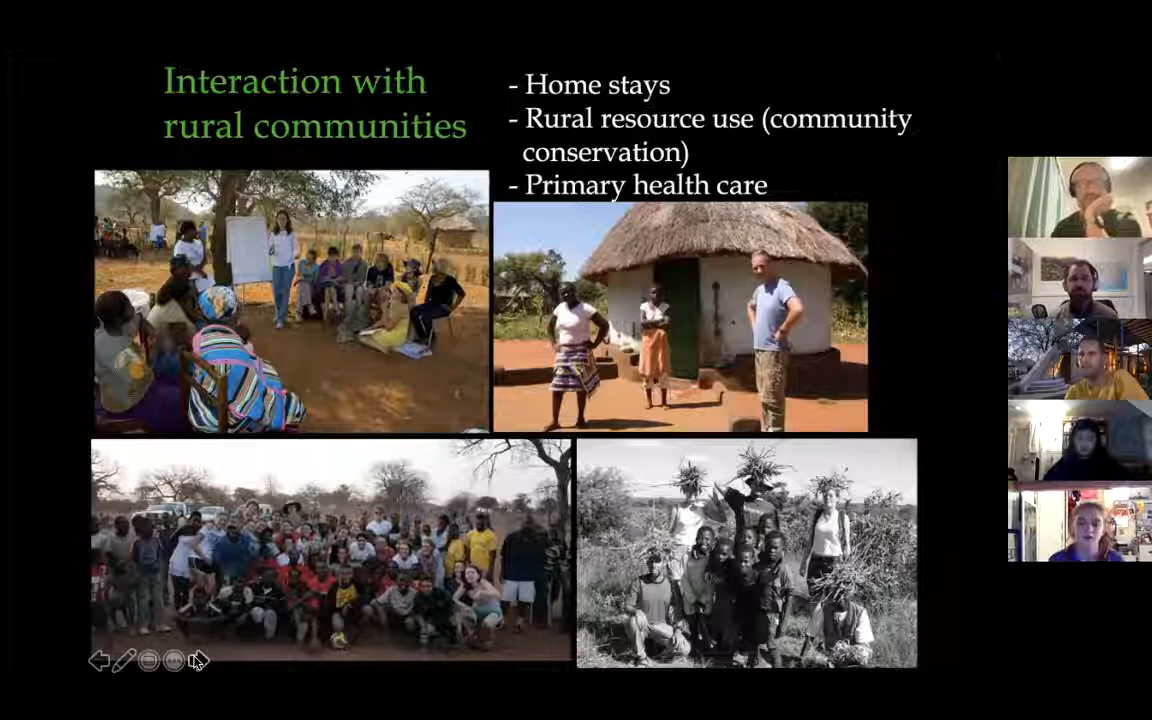 Interaction with
rural communities
- Home stays
- Rural resource use (community
conservation)
- Primary health care